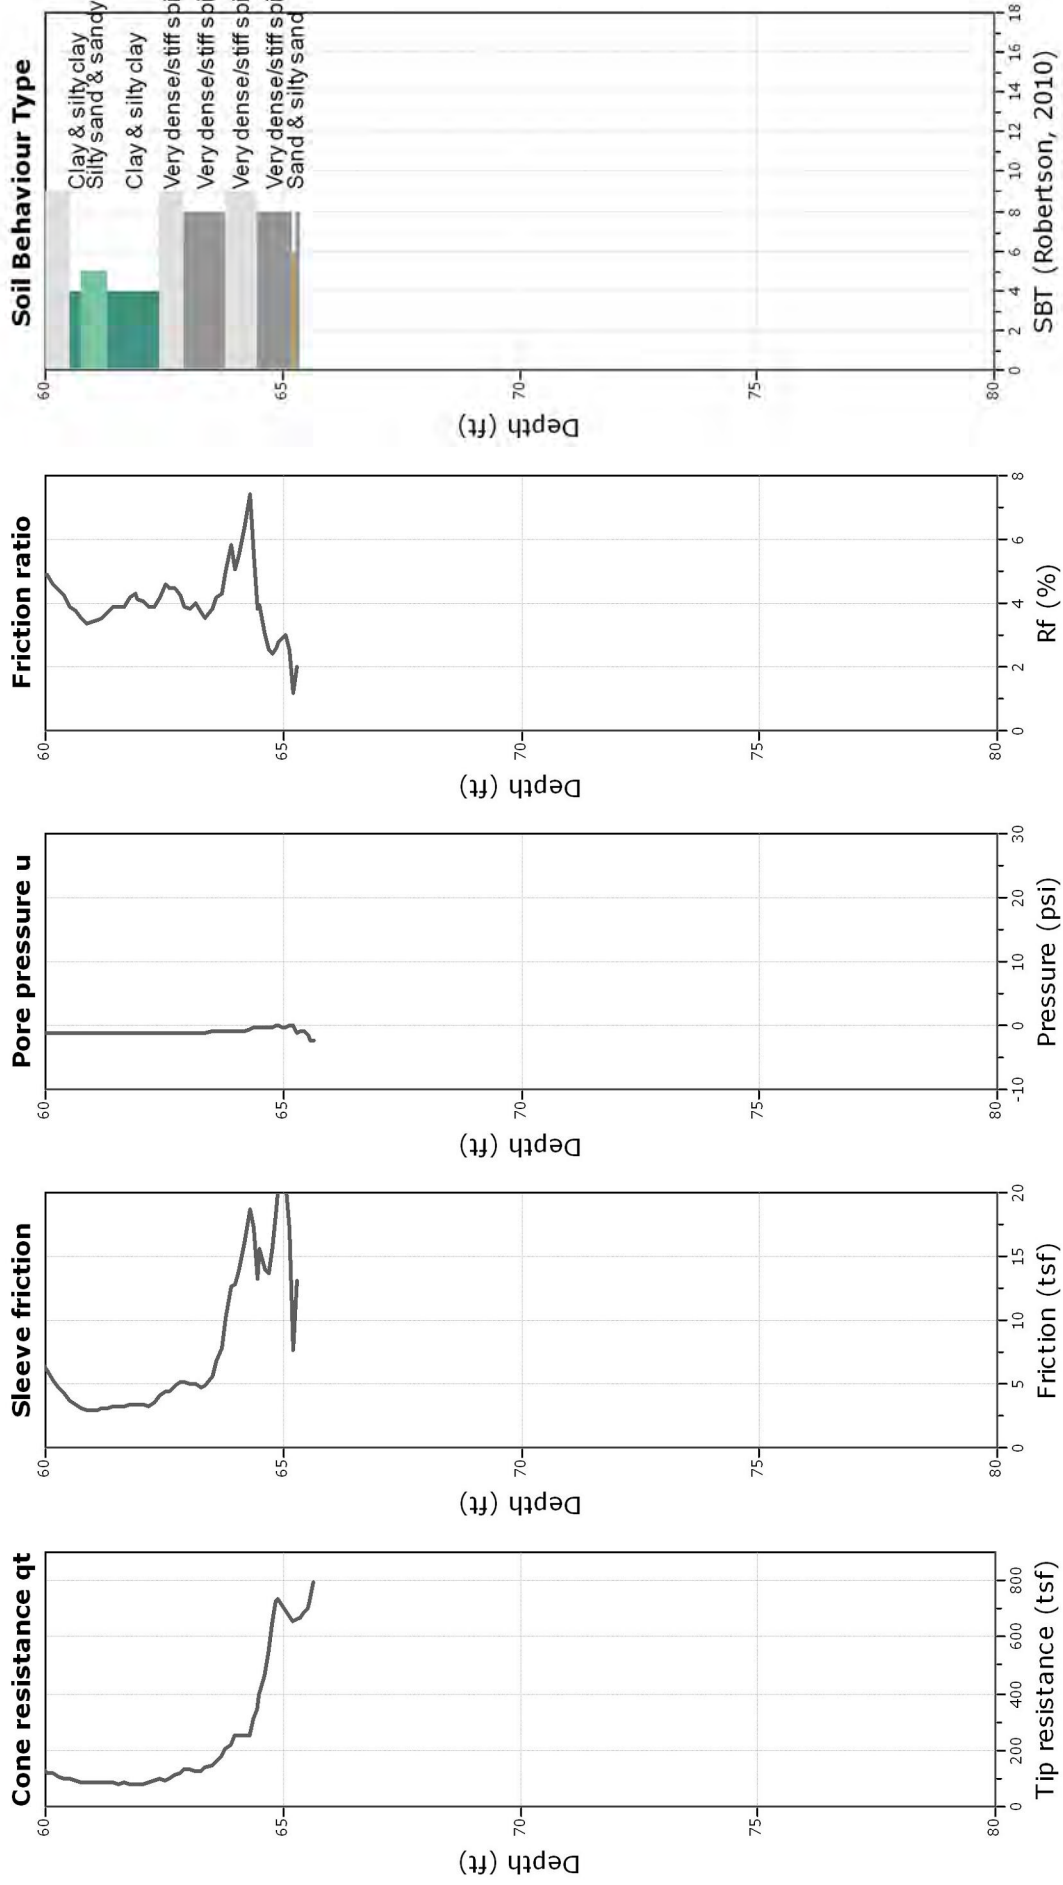 Cone resistance qt
Depth (ft)
60
65
70
75
80
0 200 400 600 800
Tip resistance (tsf)
Sleeve friction
Depth (ft)
60
65
70
75
80
0 5 10 15 20
Friction (tsf)
Pore pressure u
Depth (ft)
60
65
70
75
80
-10 0 10 20 30
Pressure (psi)
Friction ratio
Depth (ft)
60
65
70
75
80
0 2 4 6 8
Rf (%)
Soil Behaviour Type
Depth (ft)
60
65
70
75
80
Clay & silty clay
Silty sand & sandy
Clay & silty clay
Very dense/stiff soi
Very dense/stiff soi
Very dense/stiff soi
Very dense/stiff soi
Sand & silty sand
0 2 4 6 8 10 12 14 16 18
SBT (Robertson, 2010)